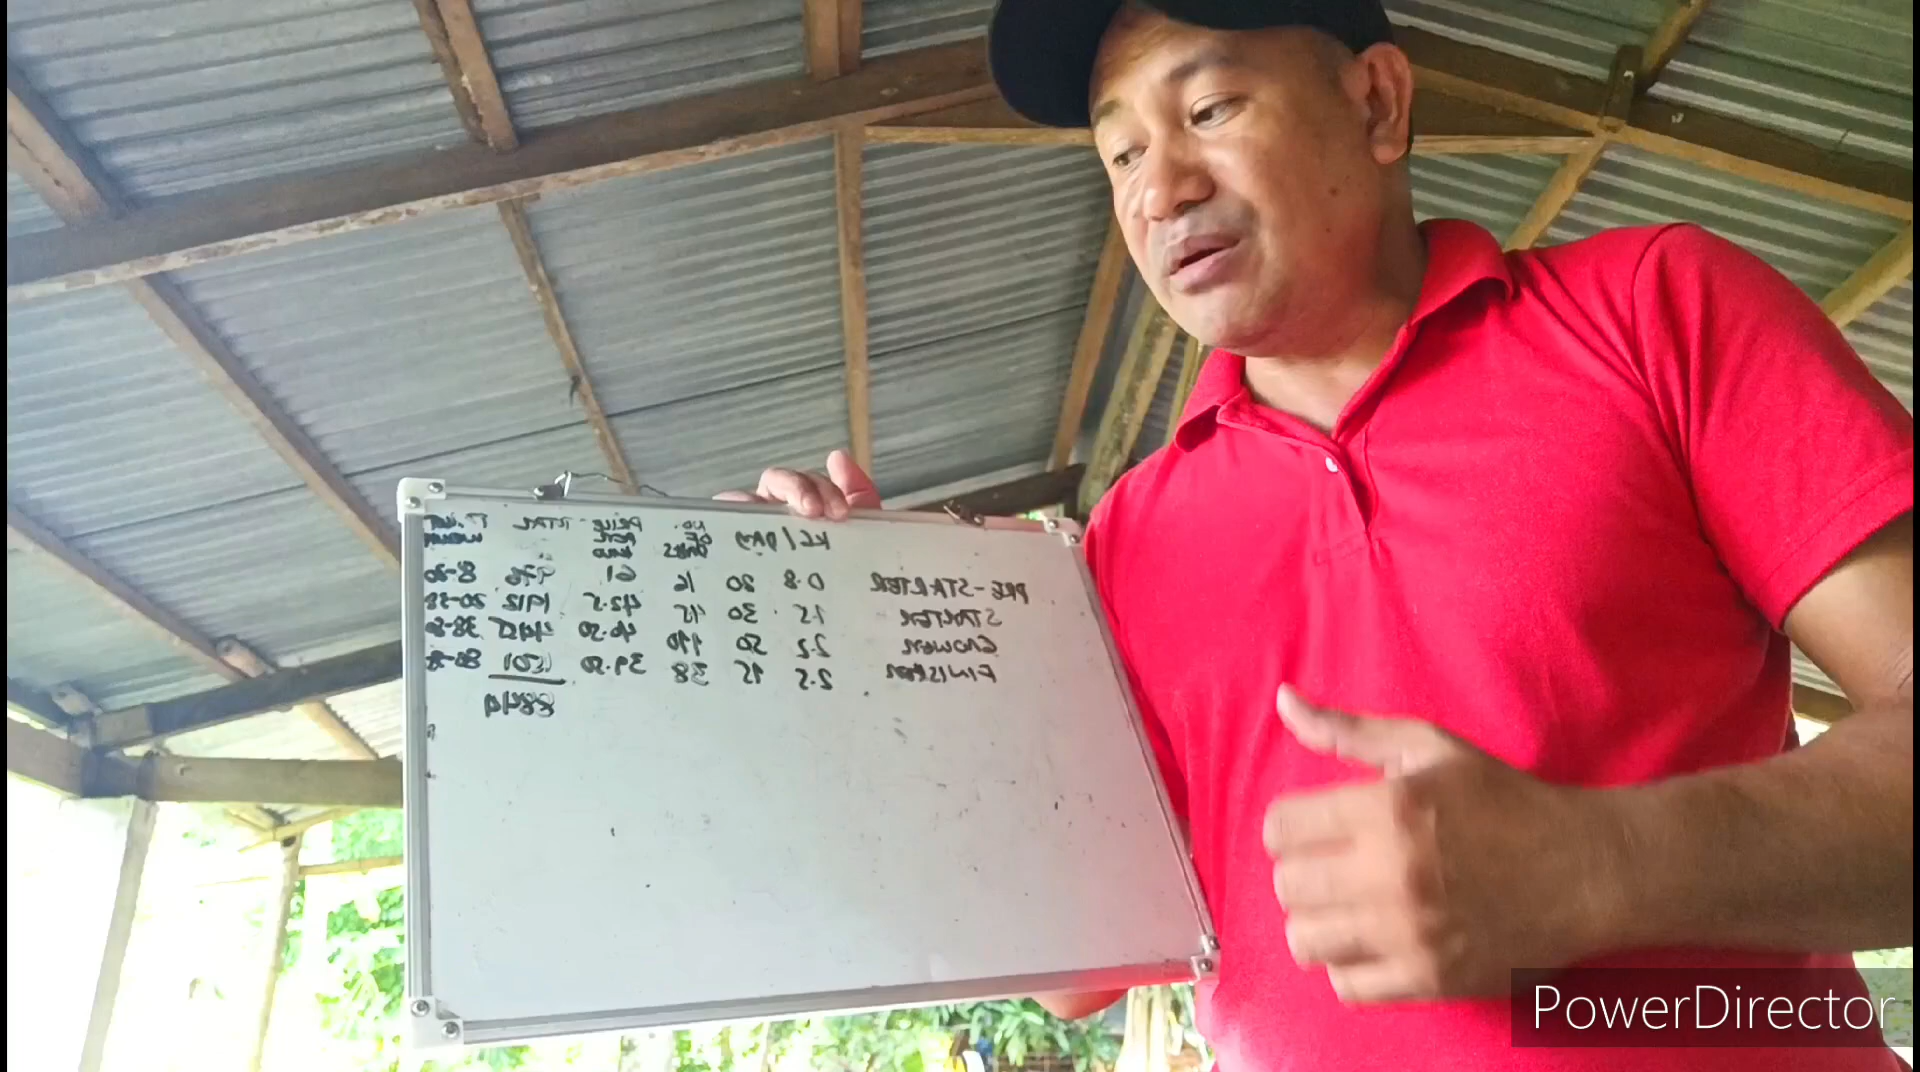 KG/DAY NO. OF DAYS PRICE PER TOTAL
PRE-STARTER 0.8 20 16 61 976 8-20
STARTER 1.5 30 45 42.5 1912 20-38
GROWER 2.2 50 110 40.50 4455 38-80
FINISHER 2.5 15 38 39.50 1501
8844
PowerDirector